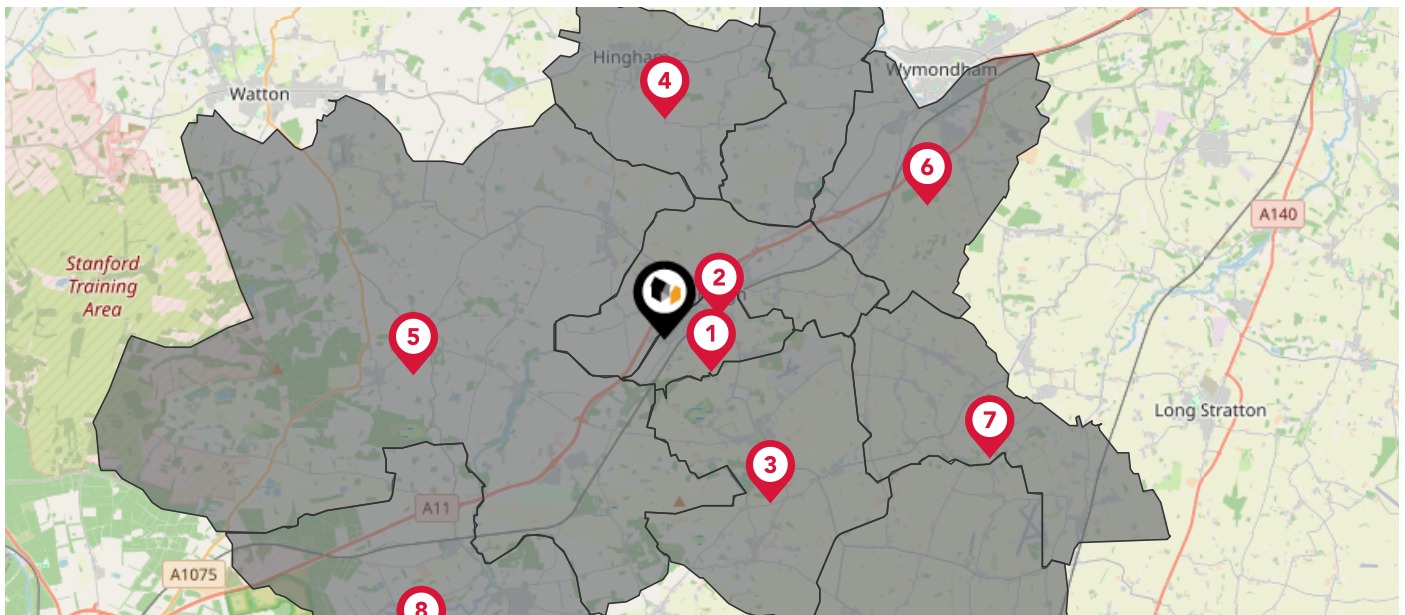 Hingham
4
Watton
Wymondham
6
A140
Stanford
Training
Area
2
5
1
Long Stratton
7
3
A11
A1075
8